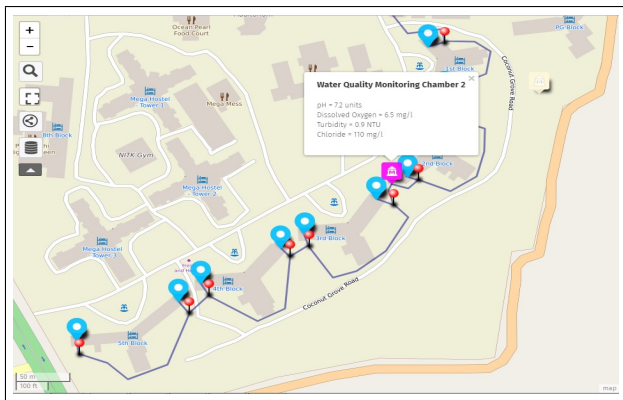 +
−
Ocean Pearl
Food Court
PG Block
1st Block
Water Quality Monitoring Chamber 2
×
pH = 7.2 units
Dissolved Oxygen = 6.5 mg/l
Turbidity = 0.9 NTU
Chloride = 110 mg/l
Coconut Grove Road
Mega Hostel
Tower 1
Mega Mess
8th Block
NITK Gym
2nd Block
Mega Hostel
Tower 2
3rd Block
Mega Hostel
Tower 3
4th Block
Coconut Grove Road
5th Block
50 m
100 ft
map